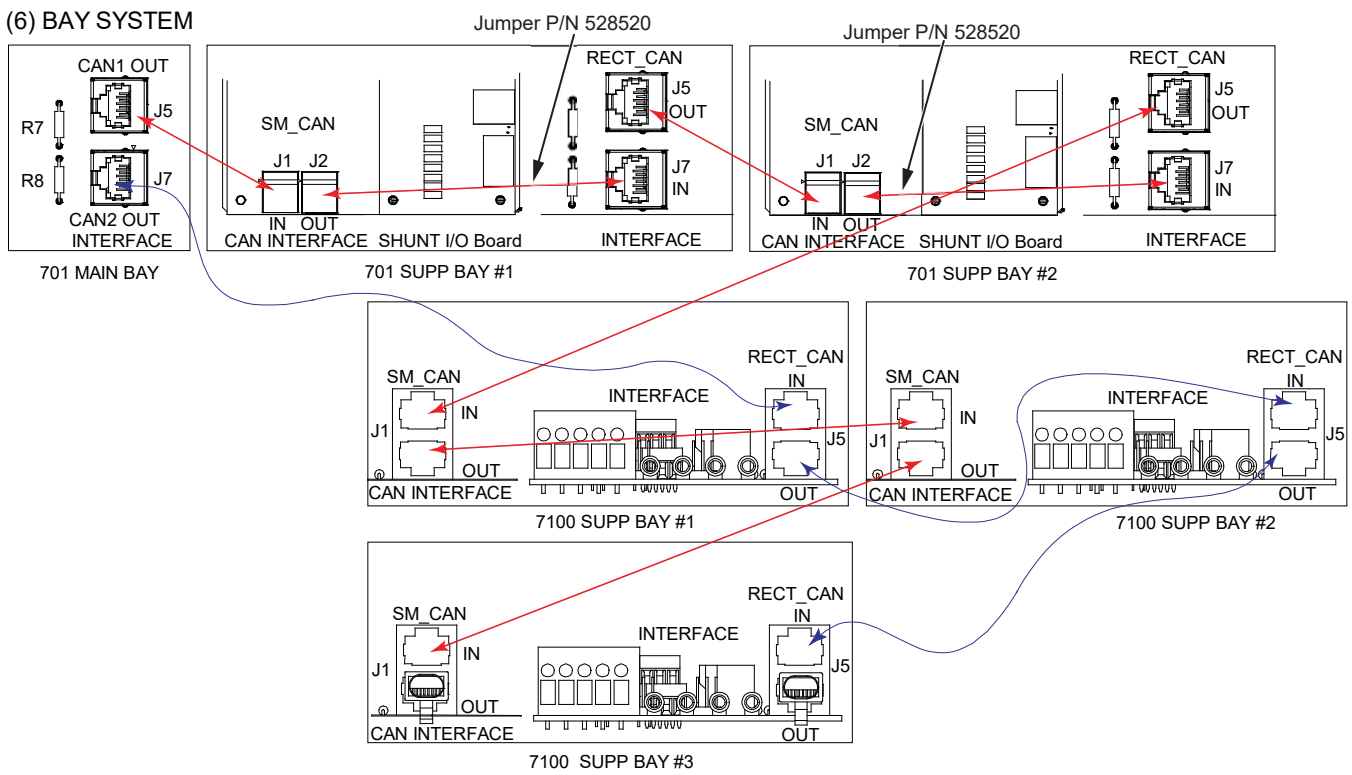 (6) BAY SYSTEM
Jumper P/N 528520
Jumper P/N 528520
CAN1 OUT
J5
R7
R8
J7
CAN2 OUT
INTERFACE
701 MAIN BAY
SM_CAN
J1 J2
IN OUT
CAN INTERFACE
SHUNT I/O Board
RECT_CAN
J5
OUT
J7
IN
INTERFACE
701 SUPP BAY #1
SM_CAN
J1 J2
IN OUT
CAN INTERFACE
SHUNT I/O Board
RECT_CAN
J5
OUT
J7
IN
INTERFACE
701 SUPP BAY #2
SM_CAN
IN
J1
OUT
CAN INTERFACE
INTERFACE
RECT_CAN
IN
J5
OUT
7100 SUPP BAY #1
SM_CAN
IN
J1
OUT
CAN INTERFACE
INTERFACE
RECT_CAN
IN
J5
OUT
7100 SUPP BAY #2
SM_CAN
IN
J1
OUT
CAN INTERFACE
INTERFACE
RECT_CAN
IN
J5
OUT
7100 SUPP BAY #3